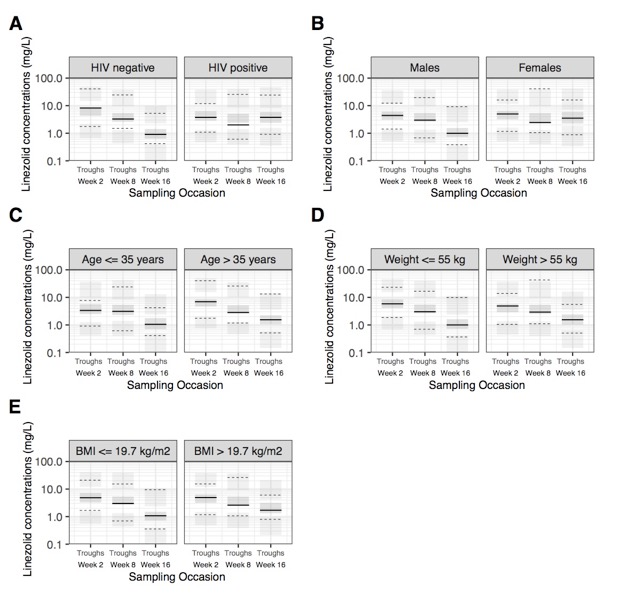 A
HIV negative HIV positive
Linezolid concentrations (mg/L)
100.0
10.0
1.0
0.1
Troughs Troughs Troughs Troughs Troughs Troughs
Week 2 Week 8 Week 16 Week 2 Week 8 Week 16
Sampling Occasion
B
Males Females
Linezolid concentrations (mg/L)
100.0
10.0
1.0
0.1
Troughs Troughs Troughs Troughs Troughs Troughs
Week 2 Week 8 Week 16 Week 2 Week 8 Week 16
Sampling Occasion
C
Age <= 35 years Age > 35 years
Linezolid concentrations (mg/L)
100.0
10.0
1.0
0.1
Troughs Troughs Troughs Troughs Troughs Troughs
Week 2 Week 8 Week 16 Week 2 Week 8 Week 16
Sampling Occasion
D
Weight <= 55 kg Weight > 55 kg
Linezolid concentrations (mg/L)
100.0
10.0
1.0
0.1
Troughs Troughs Troughs Troughs Troughs Troughs
Week 2 Week 8 Week 16 Week 2 Week 8 Week 16
Sampling Occasion
E
BMI <= 19.7 kg/m2 BMI > 19.7 kg/m2
Linezolid concentrations (mg/L)
100.0
10.0
1.0
0.1
Troughs Troughs Troughs Troughs Troughs Troughs
Week 2 Week 8 Week 16 Week 2 Week 8 Week 16
Sampling Occasion